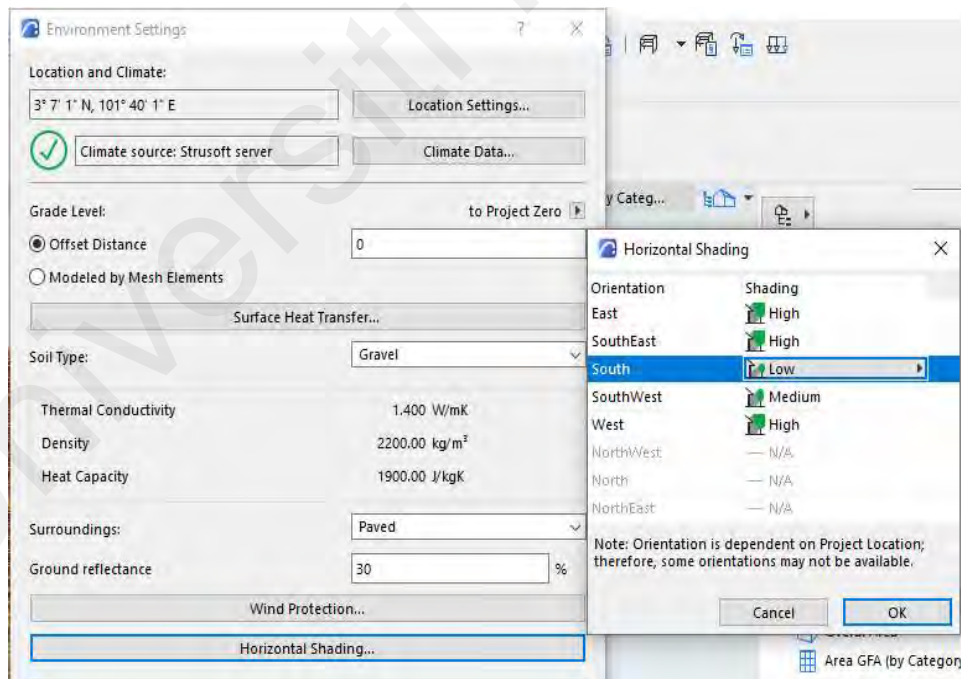 Environment Settings
?
Location and Climate:
3° 7' 1" N, 101° 40' 1" E
Location Settings...
Climate source: Strusoft server
Climate Data...
Grade Level:
to Project Zero
Offset Distance
0
Modeled by Mesh Elements
Surface Heat Transfer...
Soil Type:
Gravel
Thermal Conductivity
1.400 W/mK
Density
2200.00 kg/m³
Heat Capacity
1900.00 J/kgK
Surroundings:
Paved
Ground reflectance
30
%
Wind Protection...
Horizontal Shading...
y Categ...
Horizontal Shading
Orientation Shading
East High
SouthEast High
South Low
SouthWest Medium
West High
NorthWest — N/A
North — N/A
NorthEast — N/A
Note: Orientation is dependent on Project Location;
therefore, some orientations may not be available.
Cancel
OK
Area GFA (by Category
Universiti